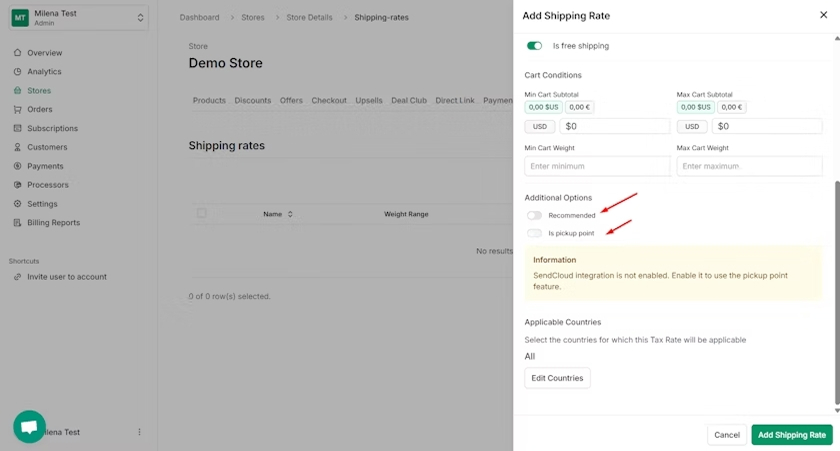 MT
Milena Test
Admin
Overview
Analytics
Stores
Orders
Subscriptions
Customers
Payments
Processors
Settings
Billing Reports
Shortcuts
Invite user to account
Milena Test
Dashboard > Stores > Store Details > Shipping-rates
Store
Demo Store
Products Discounts Offers Checkout Upsells Deal Club Direct Link Paymen
Shipping rates
Name Weight Range
No results
0 of 0 row(s) selected.
Add Shipping Rate
Is free shipping
Cart Conditions
Min Cart Subtotal Max Cart Subtotal
0,00 $US 0,00 € 0,00 $US 0,00 €
USD $0 USD $0
Min Cart Weight Max Cart Weight
Enter minimum Enter maximum
Additional Options
Recommended
Is pickup point
Information
SendCloud integration is not enabled. Enable it to use the pickup point
feature.
Applicable Countries
Select the countries for which this Tax Rate will be applicable
All
Edit Countries
Cancel Add Shipping Rate